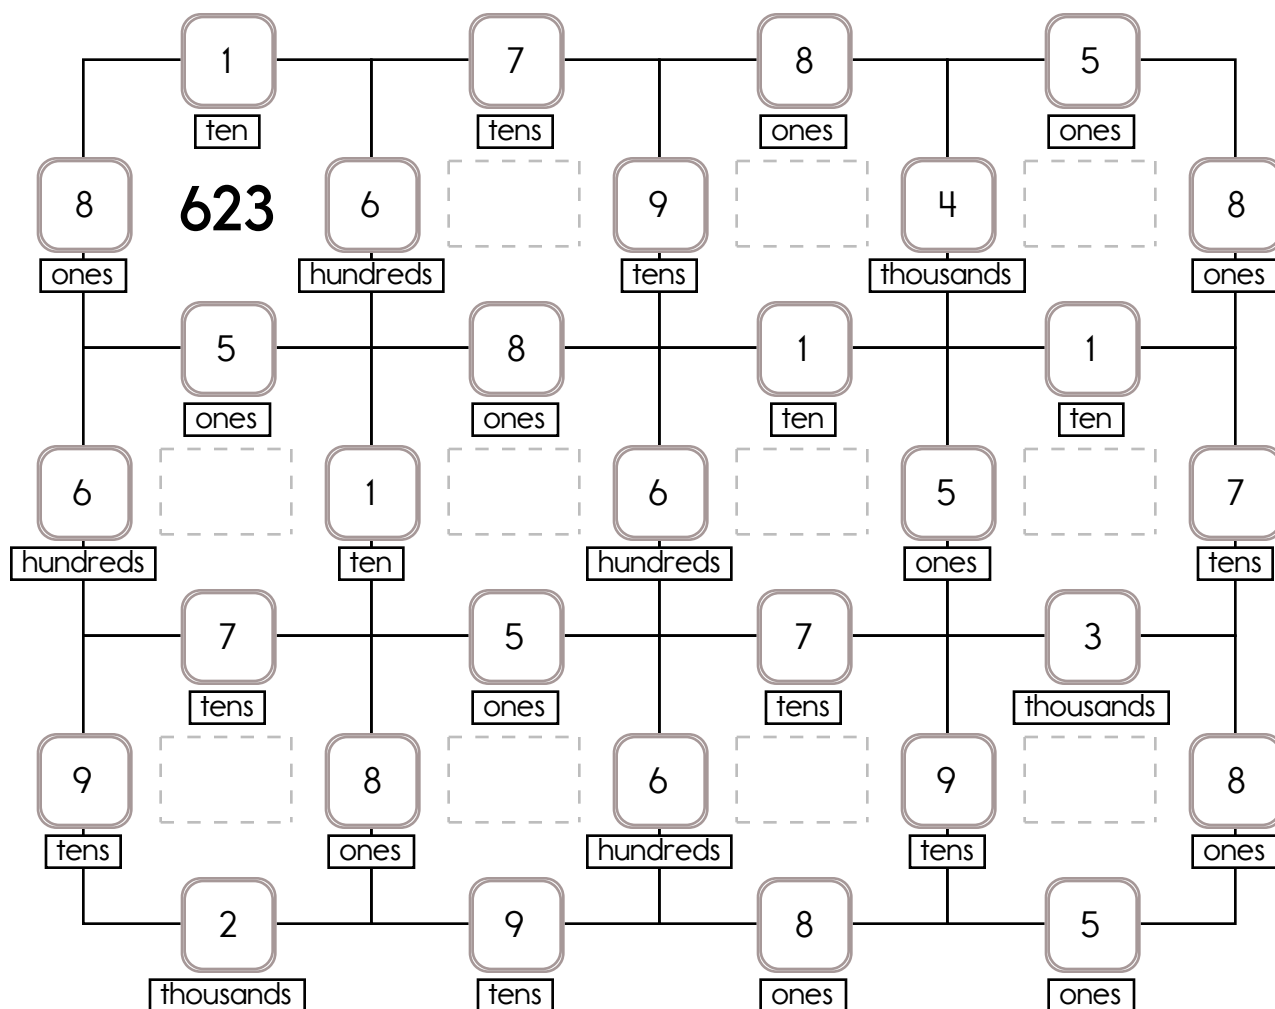 1 7 8 5
ten tens ones ones
8 623 6 9 4 8
ones hundreds tens thousands ones
5 8 1 1
ones ones ten ten
6 1 6 5 7
hundreds ten hundreds ones tens
7 5 7 3
tens ones tens thousands
9 8 6 9 8
tens ones hundreds tens ones
2 9 8 5
thousands tens ones ones